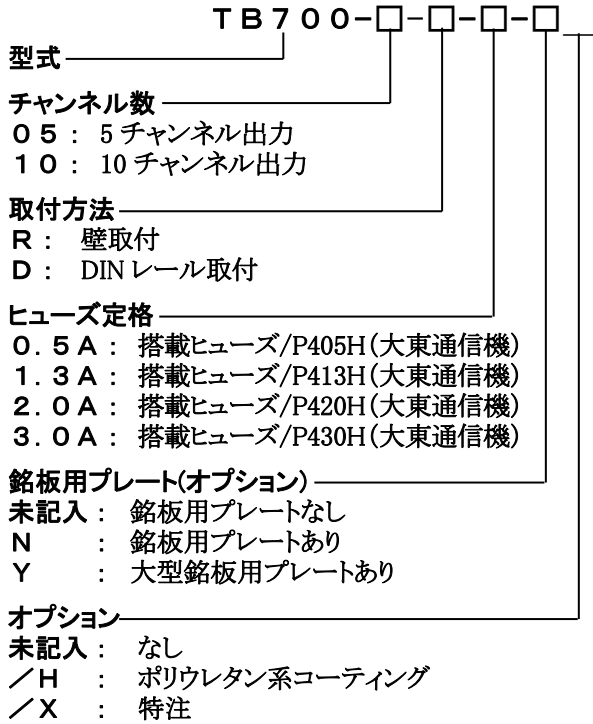 TB700-□-□-□-□
型式
チャンネル数
05： 5チャンネル出力
10： 10チャンネル出力
取付方法
R： 壁取付
D： DINレール取付
ヒューズ定格
0.5A： 搭載ヒューズ/P405H(大東通信機)
1.3A： 搭載ヒューズ/P413H(大東通信機)
2.0A： 搭載ヒューズ/P420H(大東通信機)
3.0A： 搭載ヒューズ/P430H(大東通信機)
銘板用プレート(オプション)
未記入： 銘板用プレートなし
N ： 銘板用プレートあり
Y ： 大型銘板用プレートあり
オプション
未記入： なし
／H ： ポリウレタン系コーティング
／X ： 特注